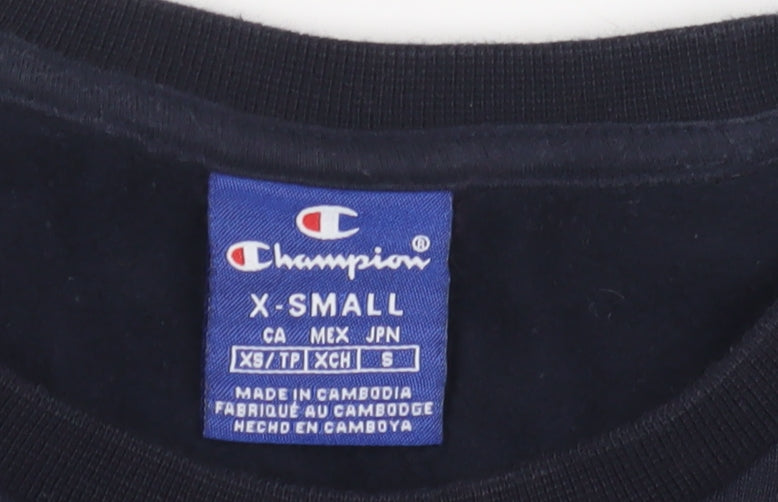 Champion®
X-SMALL
CA MEX JPN
XS/TP XCH S
MADE IN CAMBODIA
FABRIQUÉ AU CAMBODGE
HECHO EN CAMBOYA